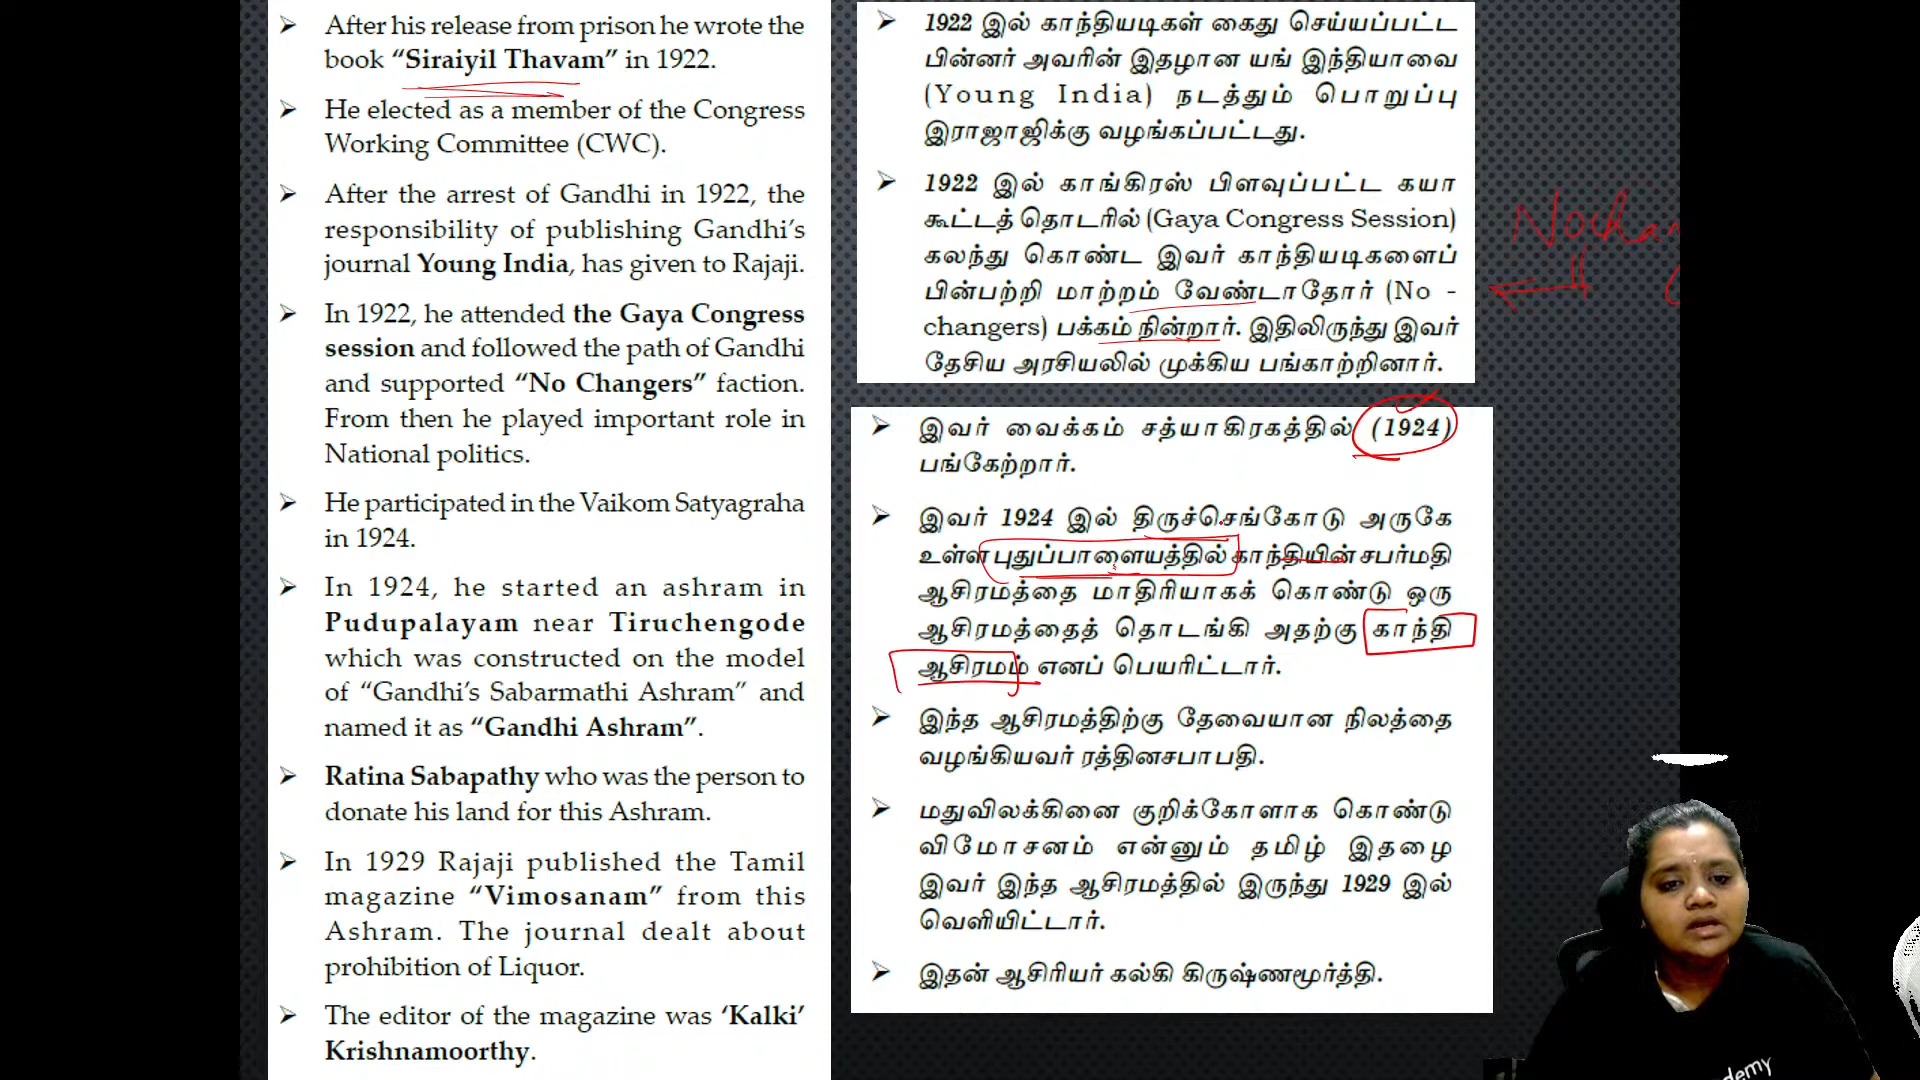 ➢ After his release from prison he wrote the
book “Siraiyil Thavam” in 1922.
➢ He elected as a member of the Congress
Working Committee (CWC).
➢ After the arrest of Gandhi in 1922, the
responsibility of publishing Gandhi’s
journal Young India, has given to Rajaji.
➢ In 1922, he attended the Gaya Congress
session and followed the path of Gandhi
and supported “No Changers” faction.
From then he played important role in
National politics.
➢ He participated in the Vaikom Satyagraha
in 1924.
➢ In 1924, he started an ashram in
Pudupalayam near Tiruchengode
which was constructed on the model
of “Gandhi’s Sabarmathi Ashram” and
named it as “Gandhi Ashram”.
➢ Ratina Sabapathy who was the person to
donate his land for this Ashram.
➢ In 1929 Rajaji published the Tamil
magazine “Vimosanam” from this
Ashram. The journal dealt about
prohibition of Liquor.
➢ The editor of the magazine was ‘Kalki’
Krishnamoorthy.
➢ 1922 இல் காந்தியடிகள் கைது செய்யப்பட்ட
பின்னர் அவரின் இதழான யங் இந்தியாவை
(Young India) நடத்தும் பொறுப்பு
இராஜாஜிக்கு வழங்கப்பட்டது.
➢ 1922 இல் காங்கிரஸ் பிளவுப்பட்ட கயா
கூட்டத் தொடரில் (Gaya Congress Session)
கலந்து கொண்ட இவர் காந்தியடிகளைப்
பின்பற்றி மாற்றம் வேண்டாதோர் (No -
changers) பக்கம் நின்றார். இதிலிருந்து இவர்
தேசிய அரசியலில் முக்கிய பங்காற்றினார்.
➢ இவர் வைக்கம் சத்யாகிரகத்தில் (1924)
பங்கேற்றார்.
➢ இவர் 1924 இல் திருச்செங்கோடு அருகே
உள்ள புதுப்பாளையத்தில் காந்தியின் சபர்மதி
ஆசிரமத்தை மாதிரியாகக் கொண்டு ஒரு
ஆசிரமத்தைத் தொடங்கி அதற்கு காந்தி
ஆசிரமம் எனப் பெயரிட்டார்.
➢ இந்த ஆசிரமத்திற்கு தேவையான நிலத்தை
வழங்கியவர் ரத்தினசபாபதி.
➢ மதுவிலக்கினை குறிக்கோளாக கொண்டு
விமோசனம் என்னும் தமிழ் இதழை
இவர் இந்த ஆசிரமத்தில் இருந்து 1929 இல்
வெளியிட்டார்.
➢ இதன் ஆசிரியர் கல்கி கிருஷ்ணமூர்த்தி.
Nochan
demy